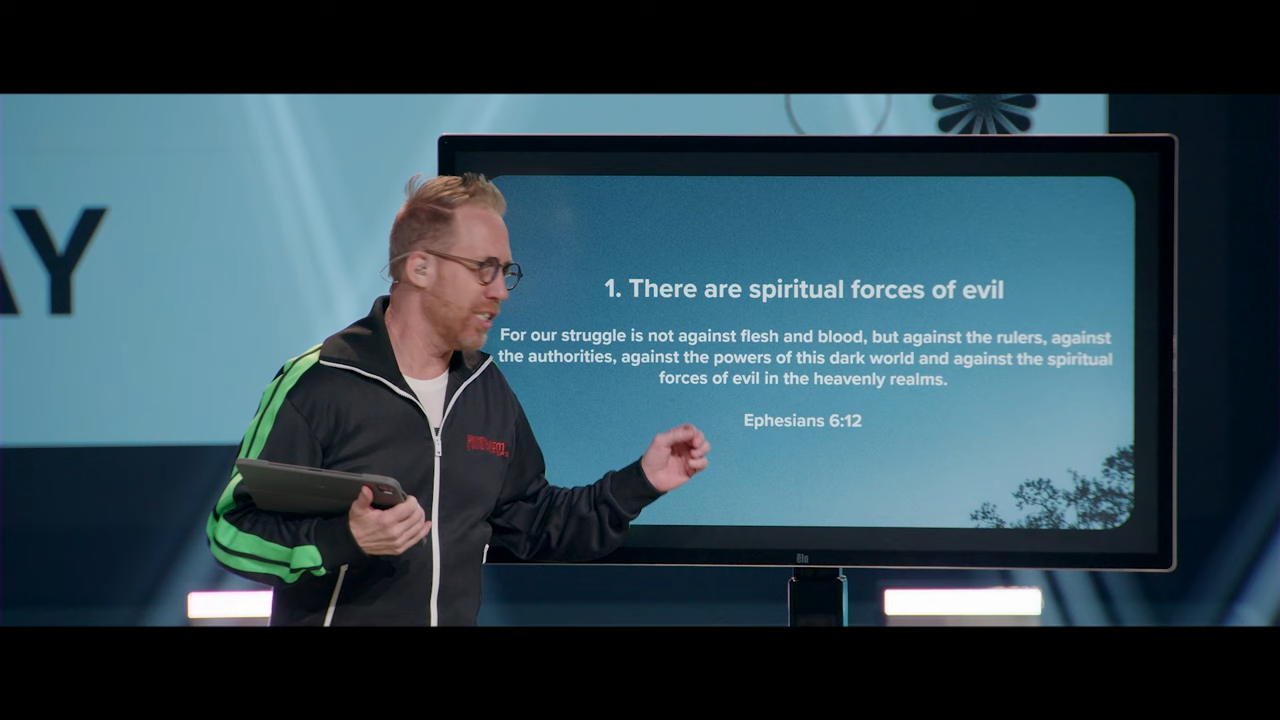 AY
1. There are spiritual forces of evil
For our struggle is not against flesh and blood, but against the rulers, against
the authorities, against the powers of this dark world and against the spiritual
forces of evil in the heavenly realms.
Ephesians 6:12
elo